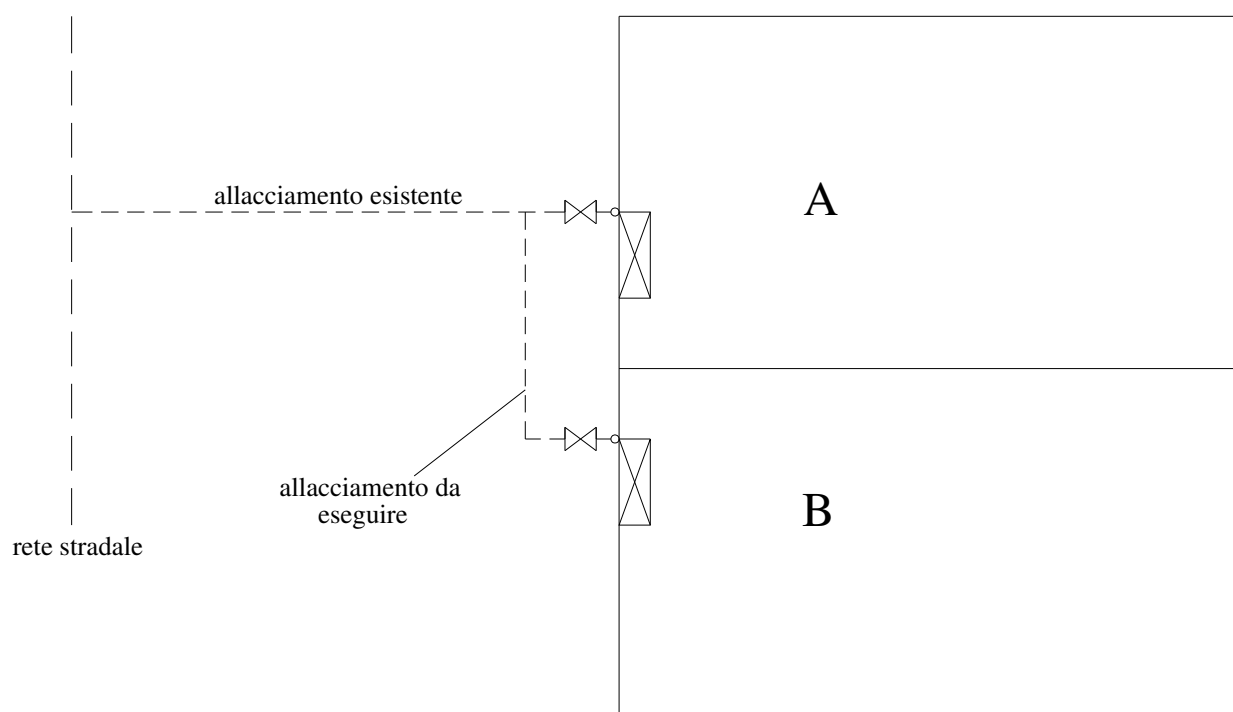 allacciamento esistente
A
allacciamento da
eseguire
B
rete stradale